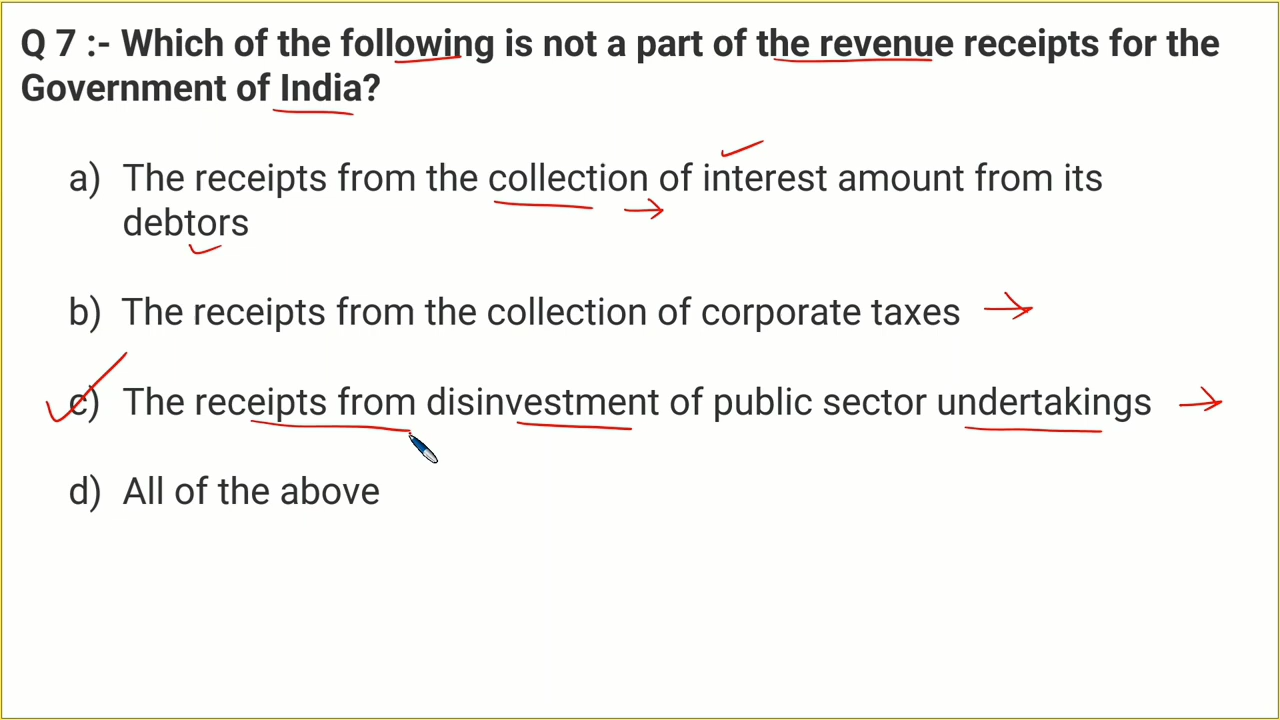 Q 7 :- Which of the following is not a part of the revenue receipts for the
Government of India?
a) The receipts from the collection of interest amount from its
debtors
b) The receipts from the collection of corporate taxes
c) The receipts from disinvestment of public sector undertakings
d) All of the above